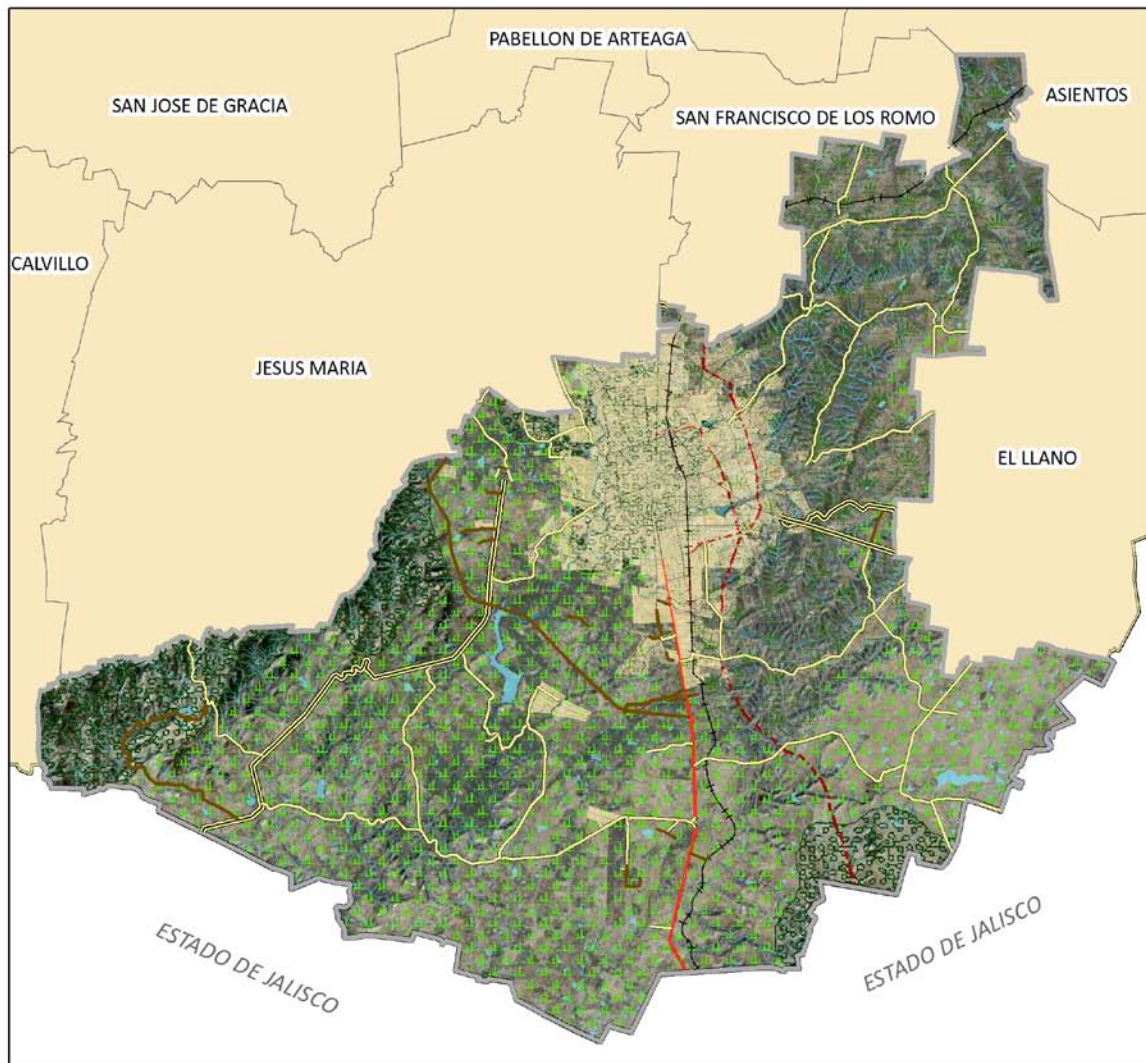 PABELLON DE ARTEAGA
SAN JOSE DE GRACIA
ASIENTOS
SAN FRANCISCO DE LOS ROMO
CALVILLO
JESUS MARIA
EL LLANO
ESTADO DE JALISCO
ESTADO DE JALISCO